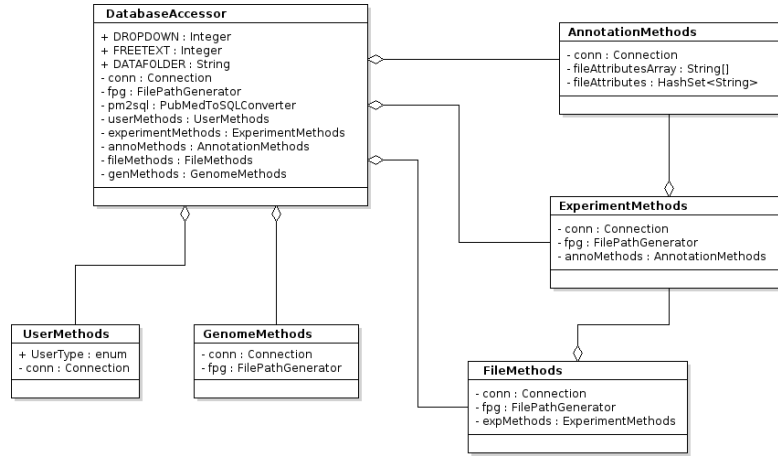 DatabaseAccessor
+ DROPDOWN : Integer
+ FREETEXT : Integer
+ DATAFOLDER : String
- conn : Connection
- fpg : FilePathGenerator
- pm2sql : PubMedToSQLConverter
- userMethods : UserMethods
- experimentMethods : ExperimentMethods
- annoMethods : AnnotationMethods
- fileMethods : FileMethods
- genMethods : GenomeMethods
AnnotationMethods
- conn : Connection
- fileAttributesArray : String[]
- fileAttributes : HashSet<String>
ExperimentMethods
- conn : Connection
- fpg : FilePathGenerator
- annoMethods : AnnotationMethods
UserMethods
+ UserType : enum
- conn : Connection
GenomeMethods
- conn : Connection
- fpg : FilePathGenerator
FileMethods
- conn : Connection
- fpg : FilePathGenerator
- expMethods : ExperimentMethods